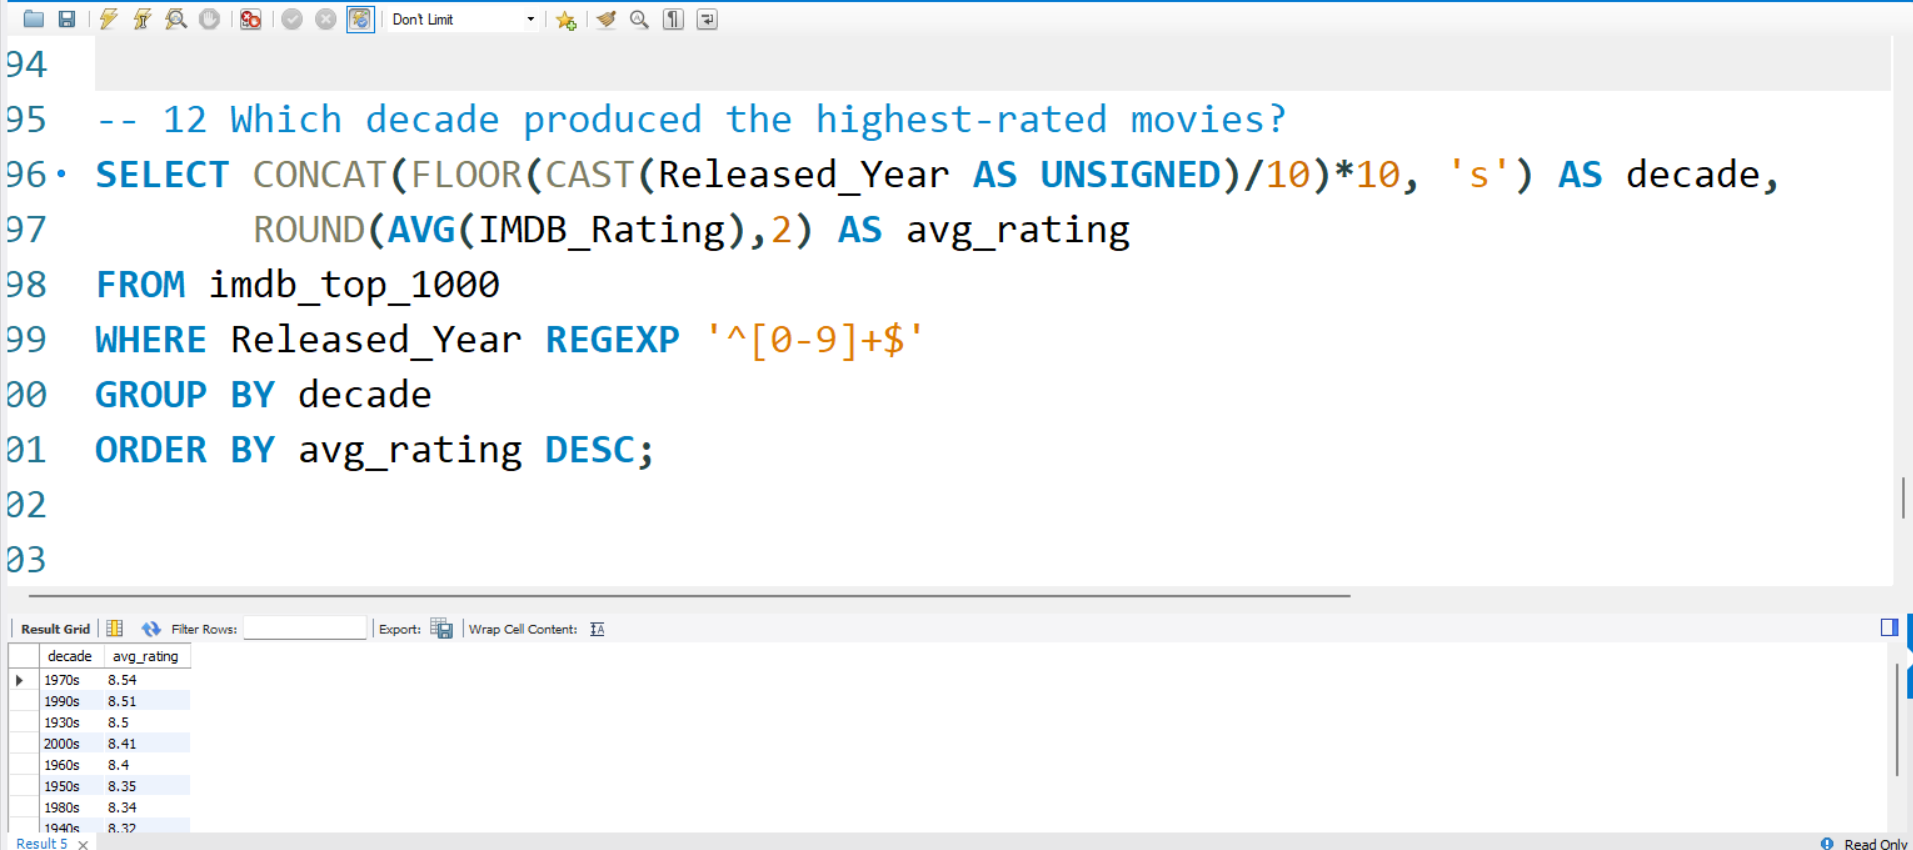 Don't Limit
94
95 -- 12 Which decade produced the highest-rated movies?
96 SELECT CONCAT(FLOOR(CAST(Released_Year AS UNSIGNED)/10)*10, 's') AS decade,
97 ROUND(AVG(IMDB_Rating),2) AS avg_rating
98 FROM imdb_top_1000
99 WHERE Released_Year REGEXP '^[0-9]+$'
00 GROUP BY decade
01 ORDER BY avg_rating DESC;
02
03
Result Grid Filter Rows: Export: Wrap Cell Content:
decade avg_rating
1970s 8.54
1990s 8.51
1930s 8.5
2000s 8.41
1960s 8.4
1950s 8.35
1980s 8.34
1940s 8.32
Result 5 Read Only